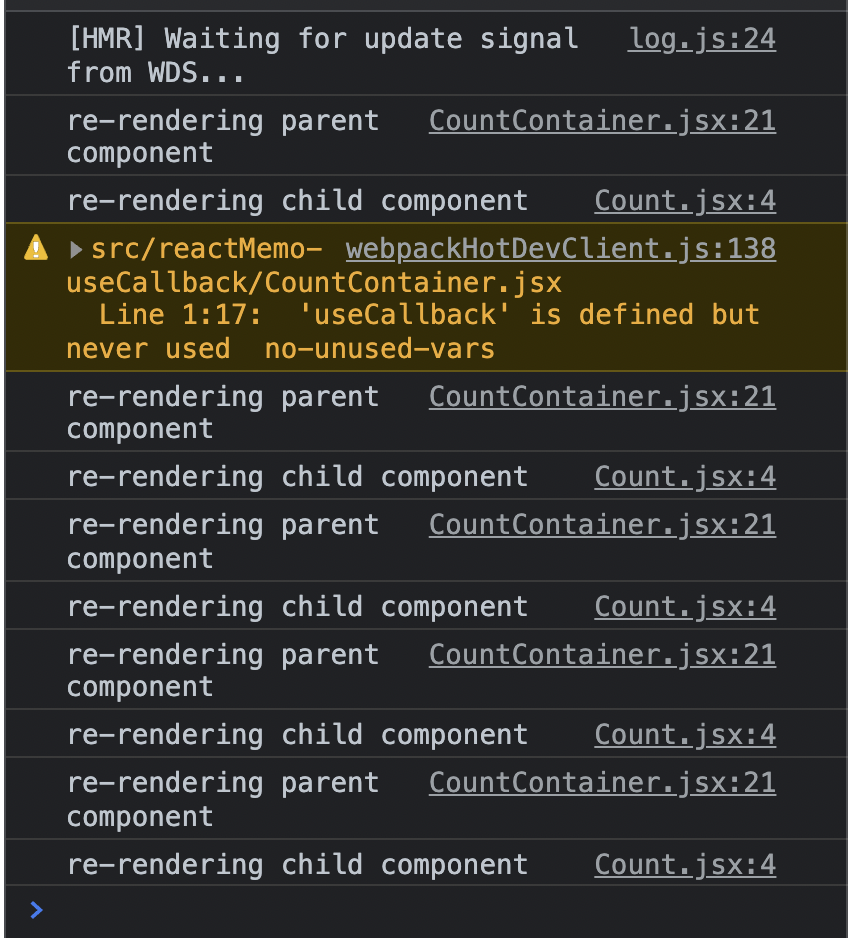 [HMR] Waiting for update signal log.js:24
from WDS...
re-rendering parent CountContainer.jsx:21
component
re-rendering child component Count.jsx:4
src/reactMemo- webpackHotDevClient.js:138
useCallback/CountContainer.jsx
Line 1:17: 'useCallback' is defined but
never used no-unused-vars
re-rendering parent CountContainer.jsx:21
component
re-rendering child component Count.jsx:4
re-rendering parent CountContainer.jsx:21
component
re-rendering child component Count.jsx:4
re-rendering parent CountContainer.jsx:21
component
re-rendering child component Count.jsx:4
re-rendering parent CountContainer.jsx:21
component
re-rendering child component Count.jsx:4